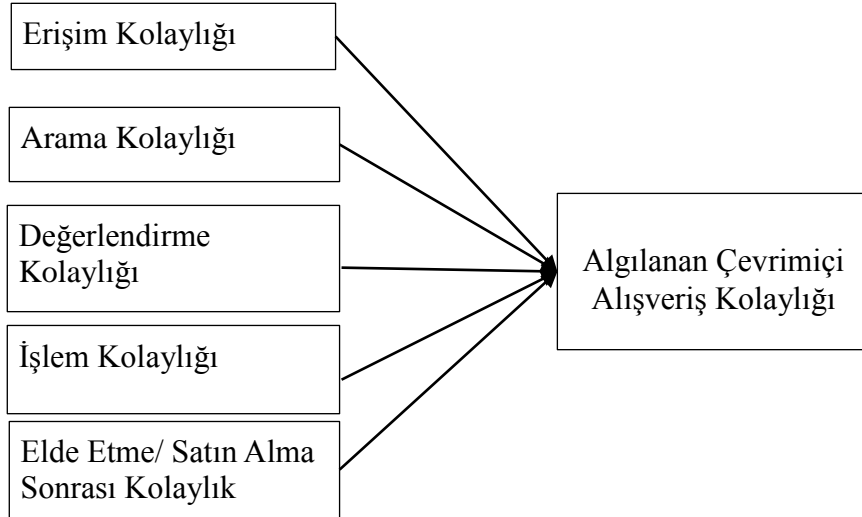 Erişim Kolaylığı
Arama Kolaylığı
Değerlendirme
Kolaylığı
İşlem Kolaylığı
Elde Etme/ Satın Alma
Sonrası Kolaylık
Algılanan Çevrimiçi
Alışveriş Kolaylığı